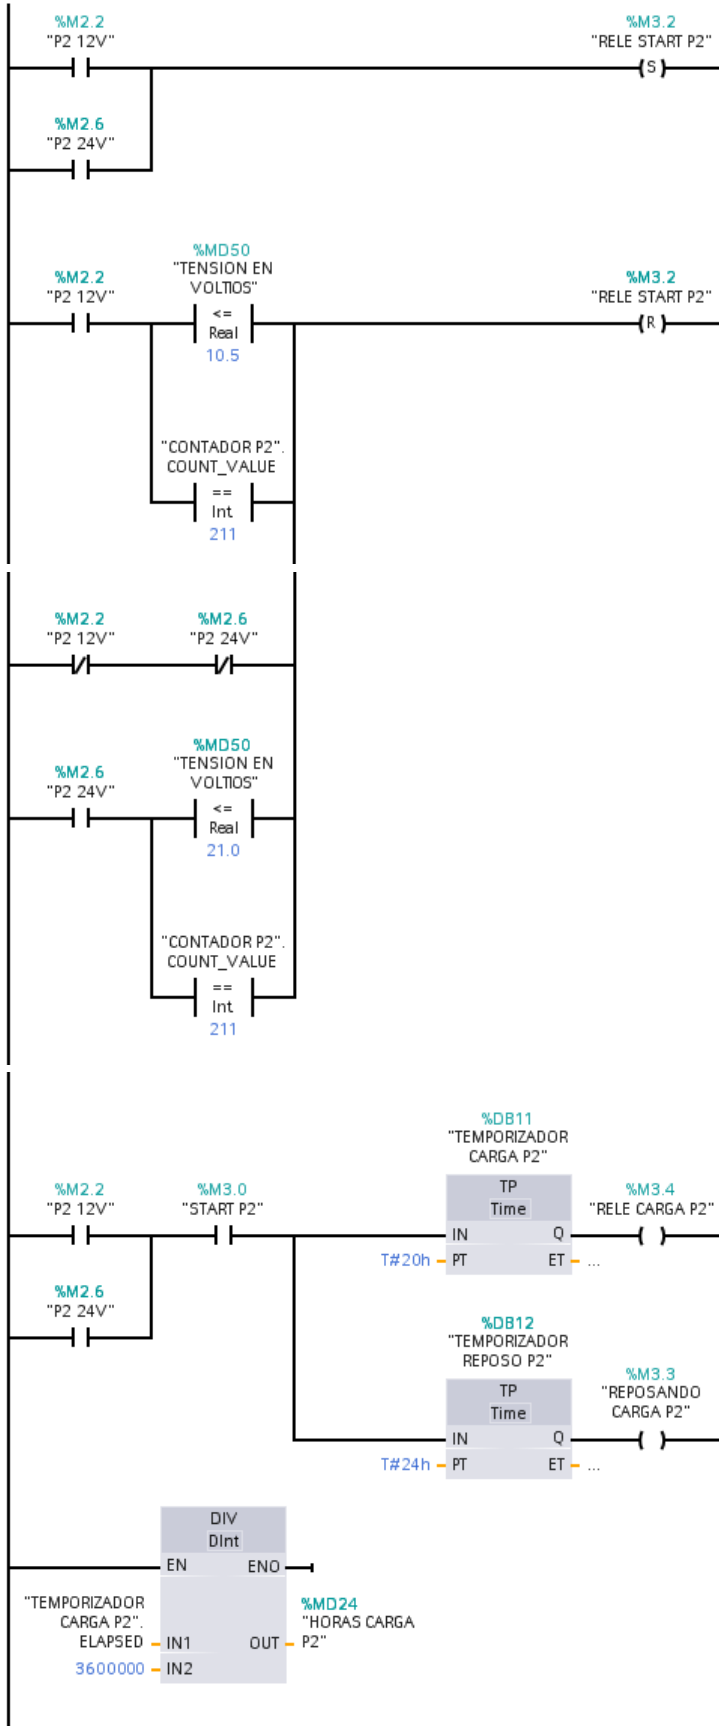 %M2.2
"P2 12V"
%M3.2
"RELE START P2"
S
%M2.6
"P2 24V"
%MD50
"TENSION EN
VOLTIOS"
%M2.2
"P2 12V"
<=
Real
10.5
%M3.2
"RELE START P2"
R
"CONTADOR P2".
COUNT_VALUE
==
Int
211
%M2.2
"P2 12V"
%M2.6
"P2 24V"
%MD50
"TENSION EN
VOLTIOS"
%M2.6
"P2 24V"
<=
Real
21.0
"CONTADOR P2".
COUNT_VALUE
==
Int
211
%DB11
"TEMPORIZADOR
CARGA P2"
%M2.2
"P2 12V"
%M3.0
"START P2"
TP
Time
IN Q
T#20h PT ET ...
%M3.4
"RELE CARGA P2"
%M2.6
"P2 24V"
%DB12
"TEMPORIZADOR
REPOSO P2"
TP
Time
IN Q
T#24h PT ET ...
%M3.3
"REPOSANDO
CARGA P2"
DIV
DInt
EN ENO
"TEMPORIZADOR
CARGA P2".
ELAPSED IN1
3600000 IN2
OUT
%MD24
"HORAS CARGA
P2"